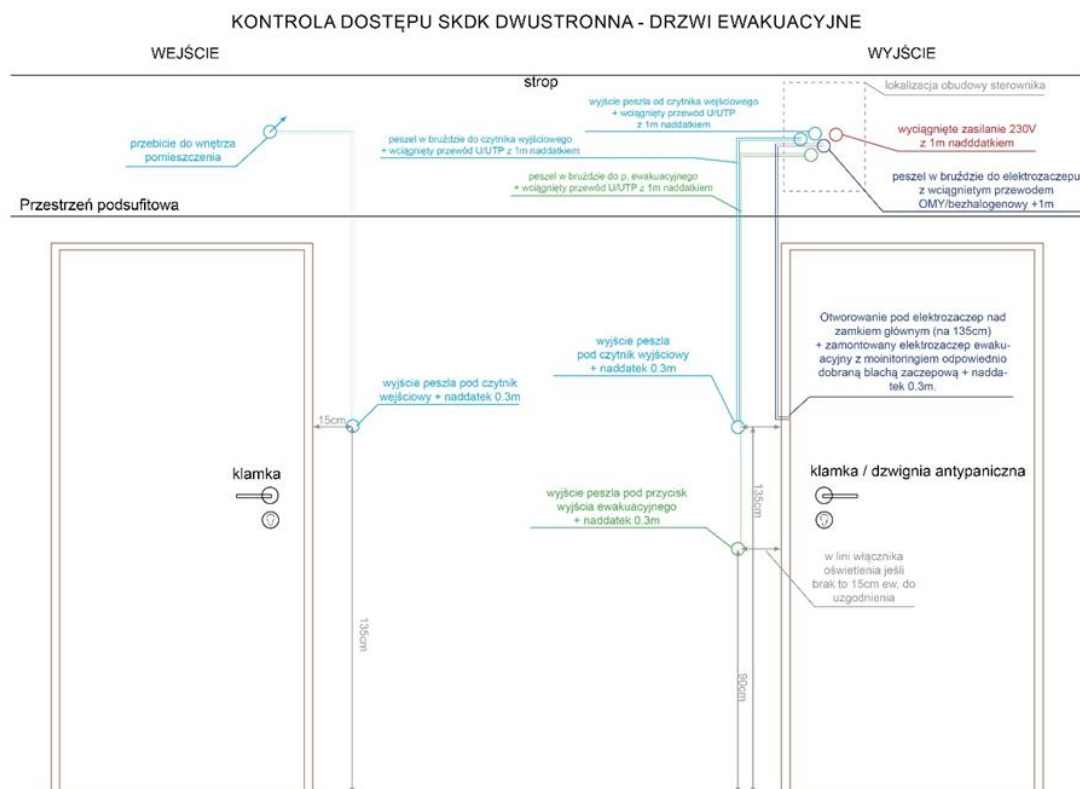 KONTROLA DOSTĘPU SKDK DWUSTRONNA - DRZWI EWAKUACYJNE
WEJŚCIE
WYJŚCIE
strop
lokalizacja obudowy sterownika
wyjście peszla od czytnika wejściowego
+ wciągnięty przewód U/UTP
z 1m naddatkiem
przebicie do wnętrza
pomieszczenia
peszel w bruździe do czytnika wyjściowego
+ wciągnięty przewód U/UTP z 1m naddatkiem
wyciągnięte zasilanie 230V
z 1m nadddatkiem
peszel w bruździe do p. ewakuacyjnego
+ wciągnięty przewód U/UTP z 1m naddatkiem
peszel w bruździe do elektrozaczepu
z wciągnietym przewodem
OMY/bezhalogenowy +1m
Przestrzeń podsufitowa
Otworowanie pod elektrozaczep nad
zamkiem głównym (na 135cm)
+ zamontowany elektrozaczep ewaku-
acyjny z moinitoringiem odpowiednio
dobraną blachą zaczepową + nadda-
tek 0.3m.
wyjście peszla
pod czytnik wyjściowy
+ naddatek 0.3m
wyjście peszla pod czytnik
wejściowy + naddatek 0.3m
15cm
klamka
klamka / dzwignia antypaniczna
wyjście peszla pod przycisk
wyjścia ewakuacyjnego
+ naddatek 0.3m
135cm
w lini włącznika
oświetlenia jeśli
brak to 15cm ew. do
uzgodnienia
135cm
90cm